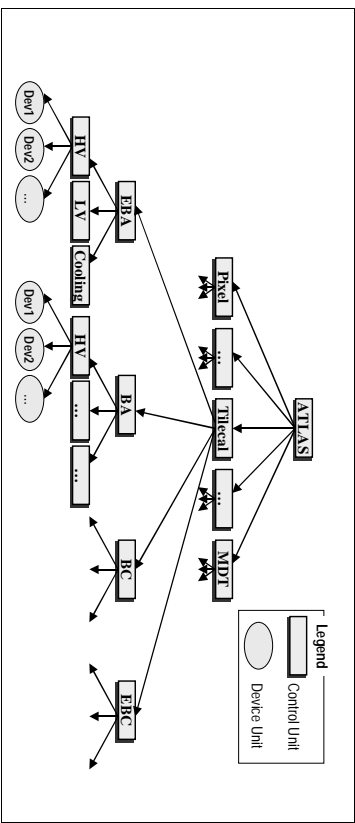 ATLAS
Legend
Control Unit
Device Unit
Pixel
...
Tilecal
...
MDT
EBA
BA
BC
EBC
HV
LV
Cooling
HV
...
...
Dev1
Dev2
...
Dev1
Dev2
...